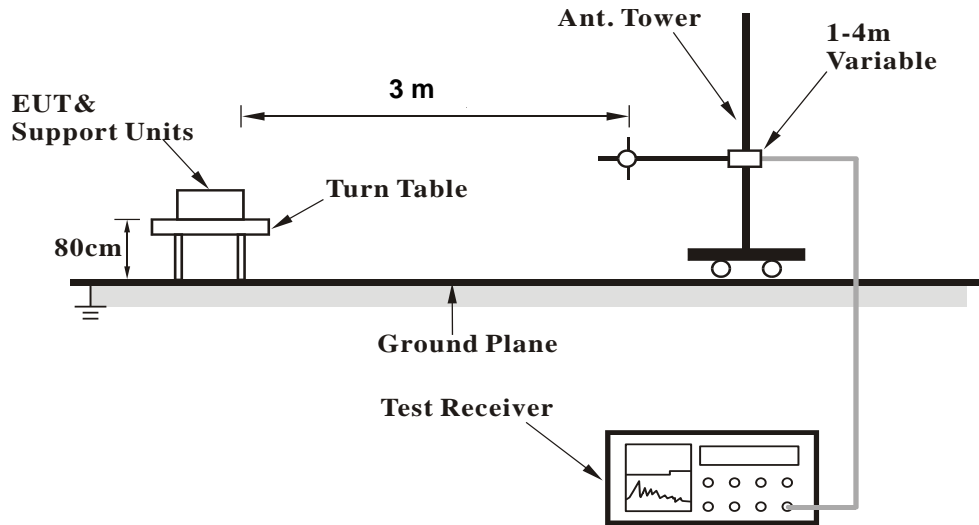 Ant. Tower
1-4m
Variable
3 m
EUT&
Support Units
Turn Table
80cm
Ground Plane
Test Receiver